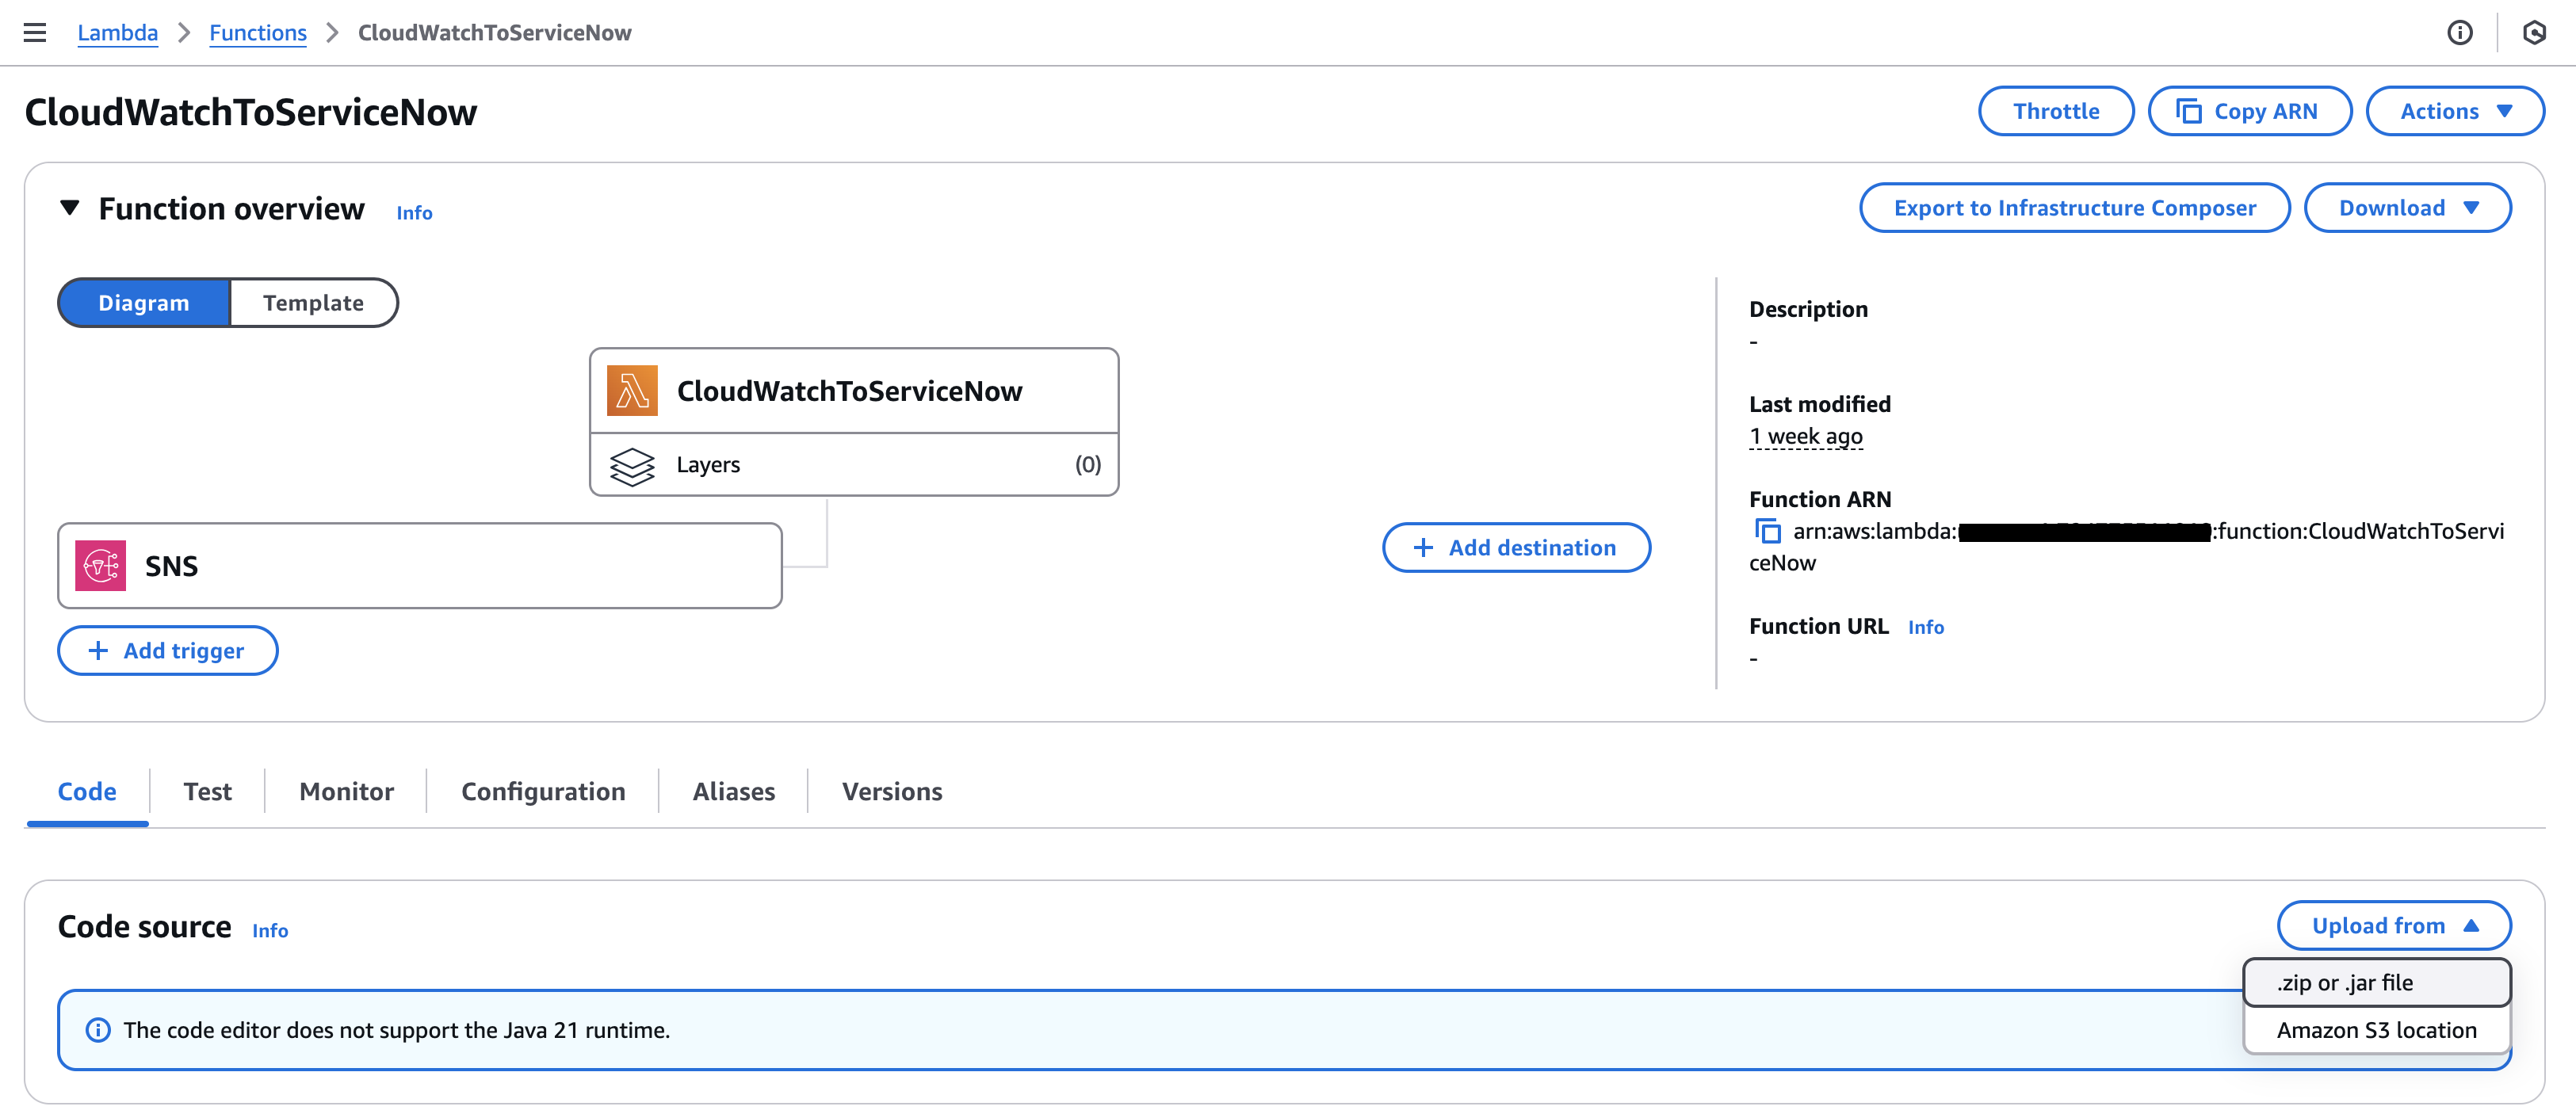 Lambda > Functions > CloudWatchToServiceNow
CloudWatchToServiceNow
Throttle
Copy ARN
Actions
Function overview Info
Export to Infrastructure Composer
Download
Diagram
Template
CloudWatchToServiceNow
Layers (0)
SNS
+ Add trigger
+ Add destination
Description
-
Last modified
1 week ago
Function ARN
arn:aws:lambda: :function:CloudWatchToServi
ceNow
Function URL Info
-
Code
Test
Monitor
Configuration
Aliases
Versions
Code source Info
Upload from
.zip or .jar file
Amazon S3 location
The code editor does not support the Java 21 runtime.